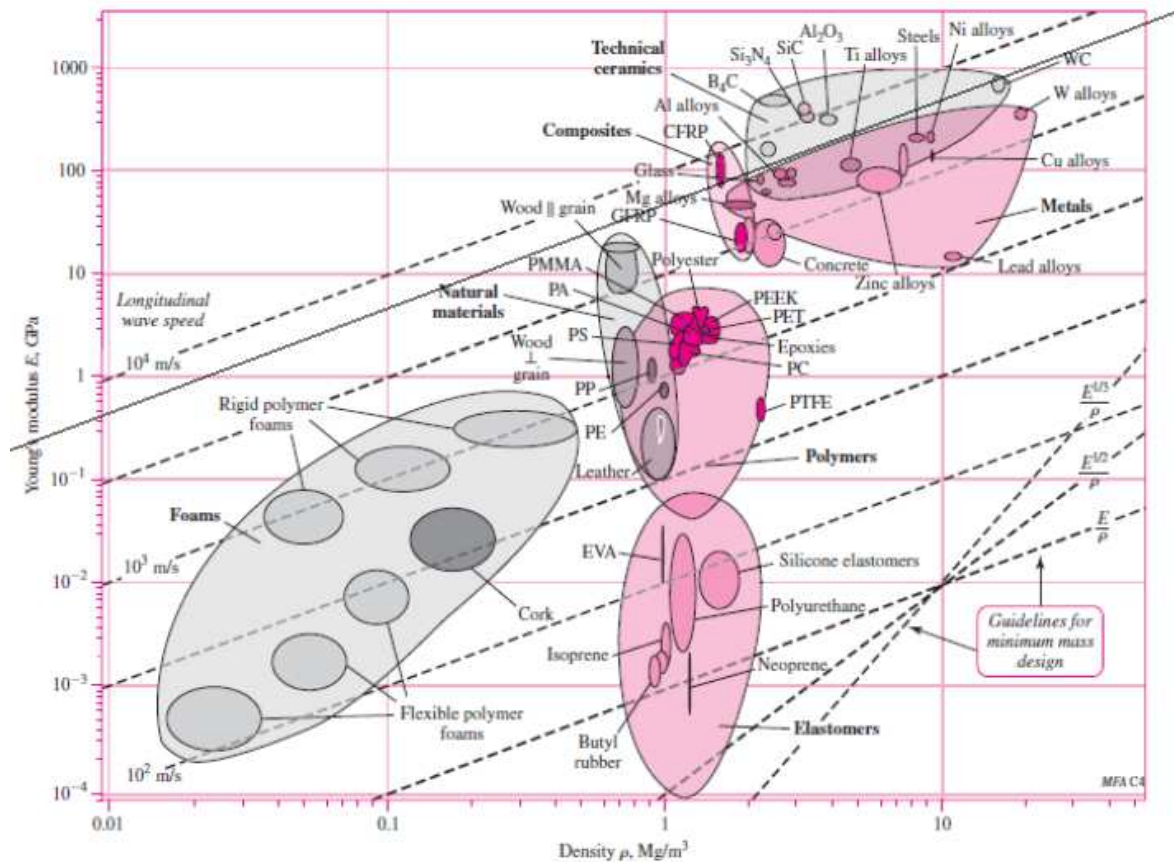 1000
100
10
1
10⁻¹
10⁻²
10⁻³
10⁻⁴
Young modulus E, GPa
0.01
0.1
1
10
Density ρ, Mg/m³
Technical
ceramics
Si₃N₄
SiC
Al₂O₃
Ti alloys
Steels
Ni alloys
WC
W alloys
B₄C
Al alloys
Composites
CFRP
Glass
Cu alloys
Mg alloys
Wood || grain
GFRP
Metals
Polyester
Concrete
Lead alloys
Zinc alloys
PMMA
Longitudinal
wave speed
Natural
materials
PA
PEEK
PET
PS
Wood
⊥
grain
Epoxies
PC
10⁴ m/s
PP
PTFE
Rigid polymer
foams
PE
Leather
Polymers
E¹ᐟ³
ρ
E¹ᐟ²
ρ
E
ρ
Foams
EVA
Silicone elastomers
10³ m/s
Cork
Polyurethane
Guidelines for
minimum mass
design
Isoprene
Neoprene
Flexible polymer
foams
Butyl
rubber
Elastomers
10² m/s
MFA C4